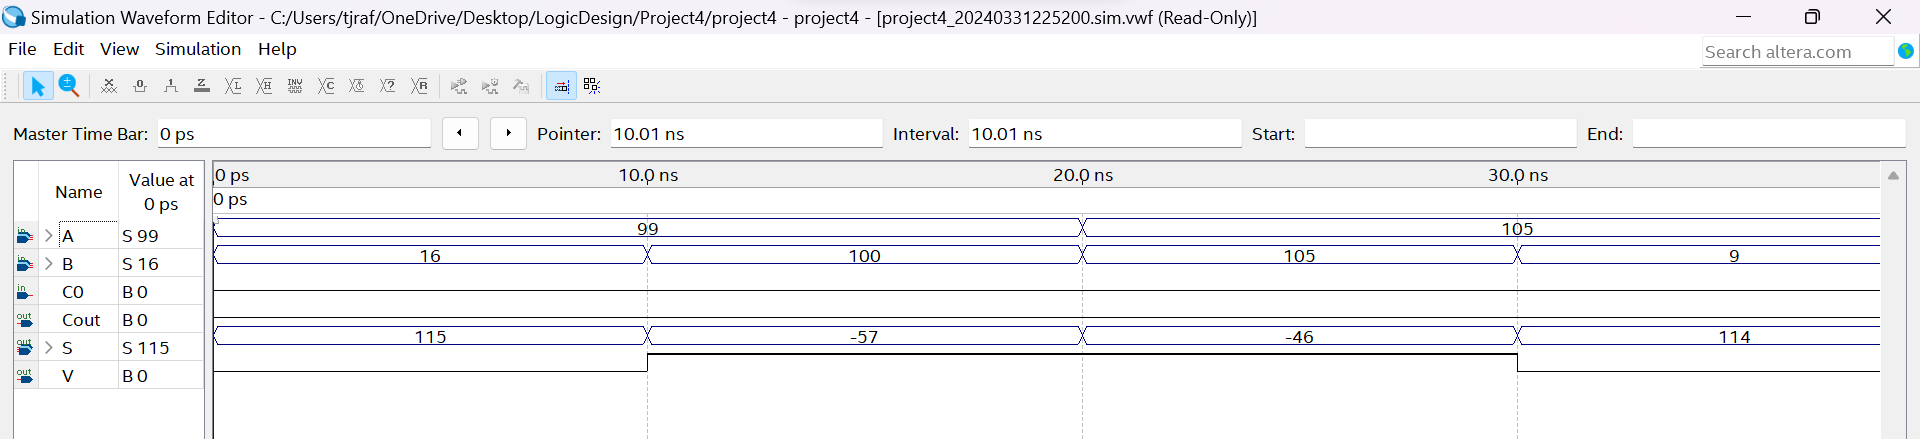 Simulation Waveform Editor - C:/Users/tjraf/OneDrive/Desktop/LogicDesign/Project4/project4 - project4 - [project4_20240331225200.sim.vwf (Read-Only)]
File Edit View Simulation Help
Search altera.com
Master Time Bar: 0 ps Pointer: 10.01 ns Interval: 10.01 ns Start: End:
Name Value at 0 ps
0 ps 10.0 ns 20.0 ns 30.0 ns
0 ps
A S 99 99 105
B S 16 16 100 105 9
C0 B 0
Cout B 0
S S 115 115 -57 -46 114
V B 0